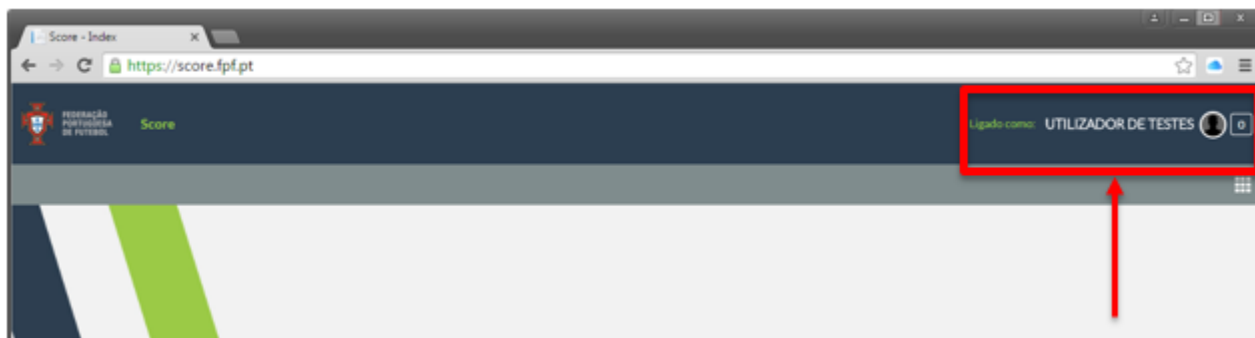 Score - Index
https://score.fpf.pt
FEDERAÇÃO
PORTUGUESA
DE FUTEBOL
Score
Ligado como: UTILIZADOR DE TESTES 0